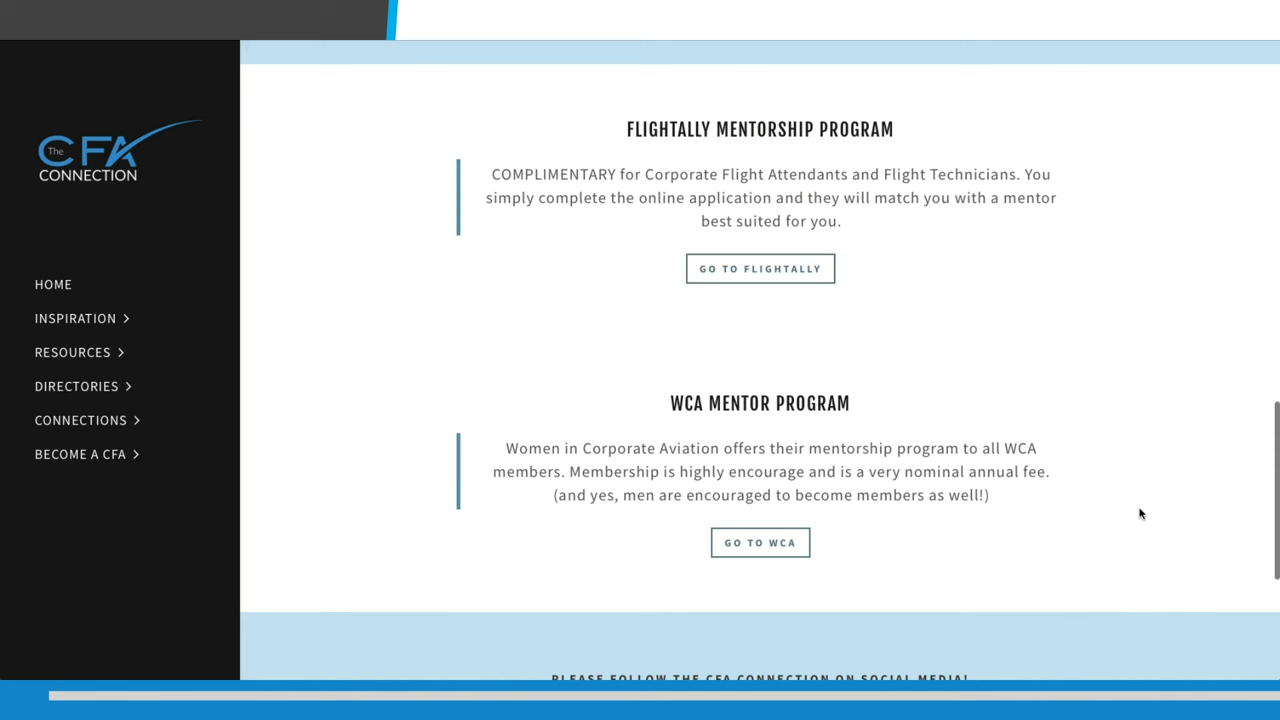 The
CFA
CONNECTION
HOME
INSPIRATION
RESOURCES
DIRECTORIES
CONNECTIONS
BECOME A CFA
FLIGHTALLY MENTORSHIP PROGRAM
COMPLIMENTARY for Corporate Flight Attendants and Flight Technicians. You
simply complete the online application and they will match you with a mentor
best suited for you.
GO TO FLIGHTALLY
WCA MENTOR PROGRAM
Women in Corporate Aviation offers their mentorship program to all WCA
members. Membership is highly encourage and is a very nominal annual fee.
(and yes, men are encouraged to become members as well!)
GO TO WCA
PLEASE FOLLOW THE CFA CONNECTION ON SOCIAL MEDIA!